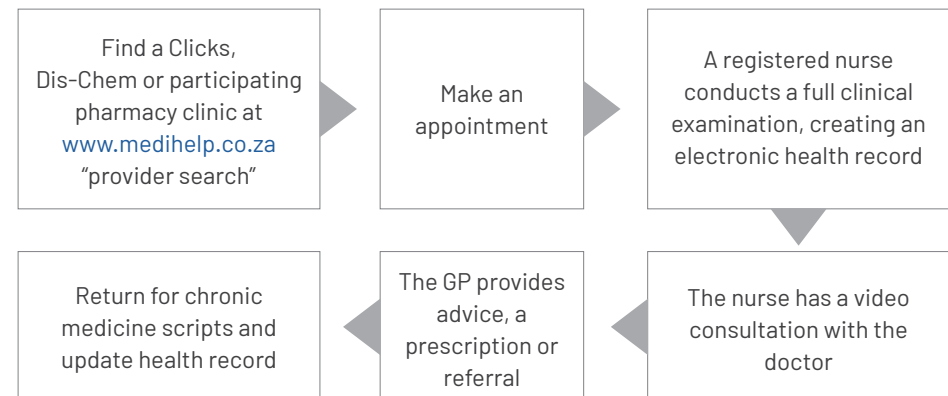 Find a Clicks,
Dis-Chem or participating
pharmacy clinic at
www.medihelp.co.za
“provider search”
Make an
appointment
A registered nurse
conducts a full clinical
examination, creating an
electronic health record
The nurse has a video
consultation with the
doctor
The GP provides
advice, a
prescription or
referral
Return for chronic
medicine scripts and
update health record